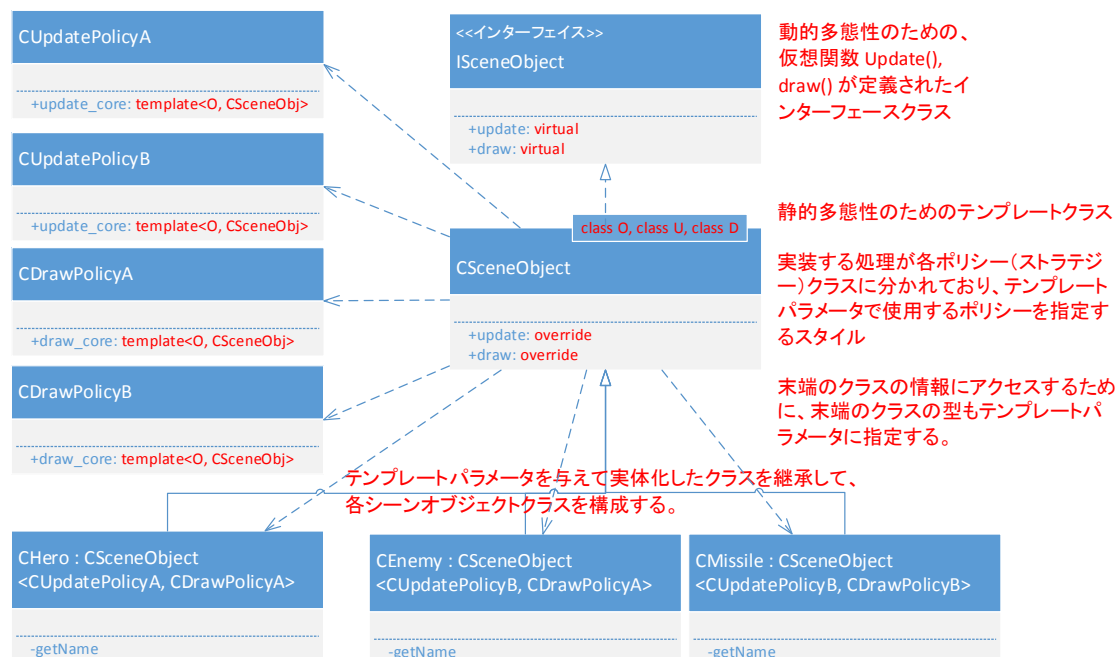 CUpdatePolicyA
+update_core: template<O, CSceneObj>
CUpdatePolicyB
+update_core: template<O, CSceneObj>
CDrawPolicyA
+draw_core: template<O, CSceneObj>
CDrawPolicyB
+draw_core: template<O, CSceneObj>
<<インターフェイス>>
ISceneObject
+update: virtual
+draw: virtual
動的多態性のための、
仮想関数 Update(),
draw() が定義されたイ
ンターフェースクラス
class O, class U, class D
CSceneObject
+update: override
+draw: override
静的多態性のためのテンプレートクラス
実装する処理が各ポリシー（ストラテジ
ー）クラスに分かれており、テンプレート
パラメータで使用するポリシーを指定す
るスタイル
末端のクラスの情報にアクセスするため
に、末端のクラスの型もテンプレートパ
ラメータに指定する。
テンプレートパラメータを与えて実体化したクラスを継承して、
各シーンオブジェクトクラスを構成する。
CHero : CSceneObject
<CUpdatePolicyA, CDrawPolicyA>
-getName
CEnemy : CSceneObject
<CUpdatePolicyB, CDrawPolicyA>
-getName
CMissile : CSceneObject
<CUpdatePolicyB, CDrawPolicyB>
-getName